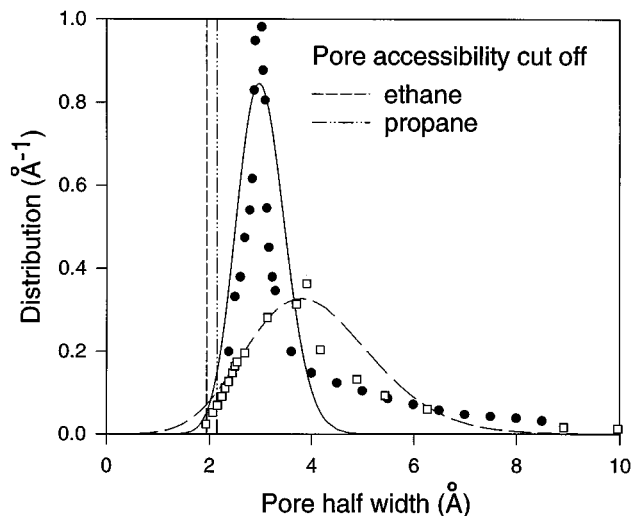 Pore accessibility cut off
ethane
propane
Distribution (Å-1)
1.0
0.8
0.6
0.4
0.2
0.0
0
2
4
6
8
10
Pore half width (Å)